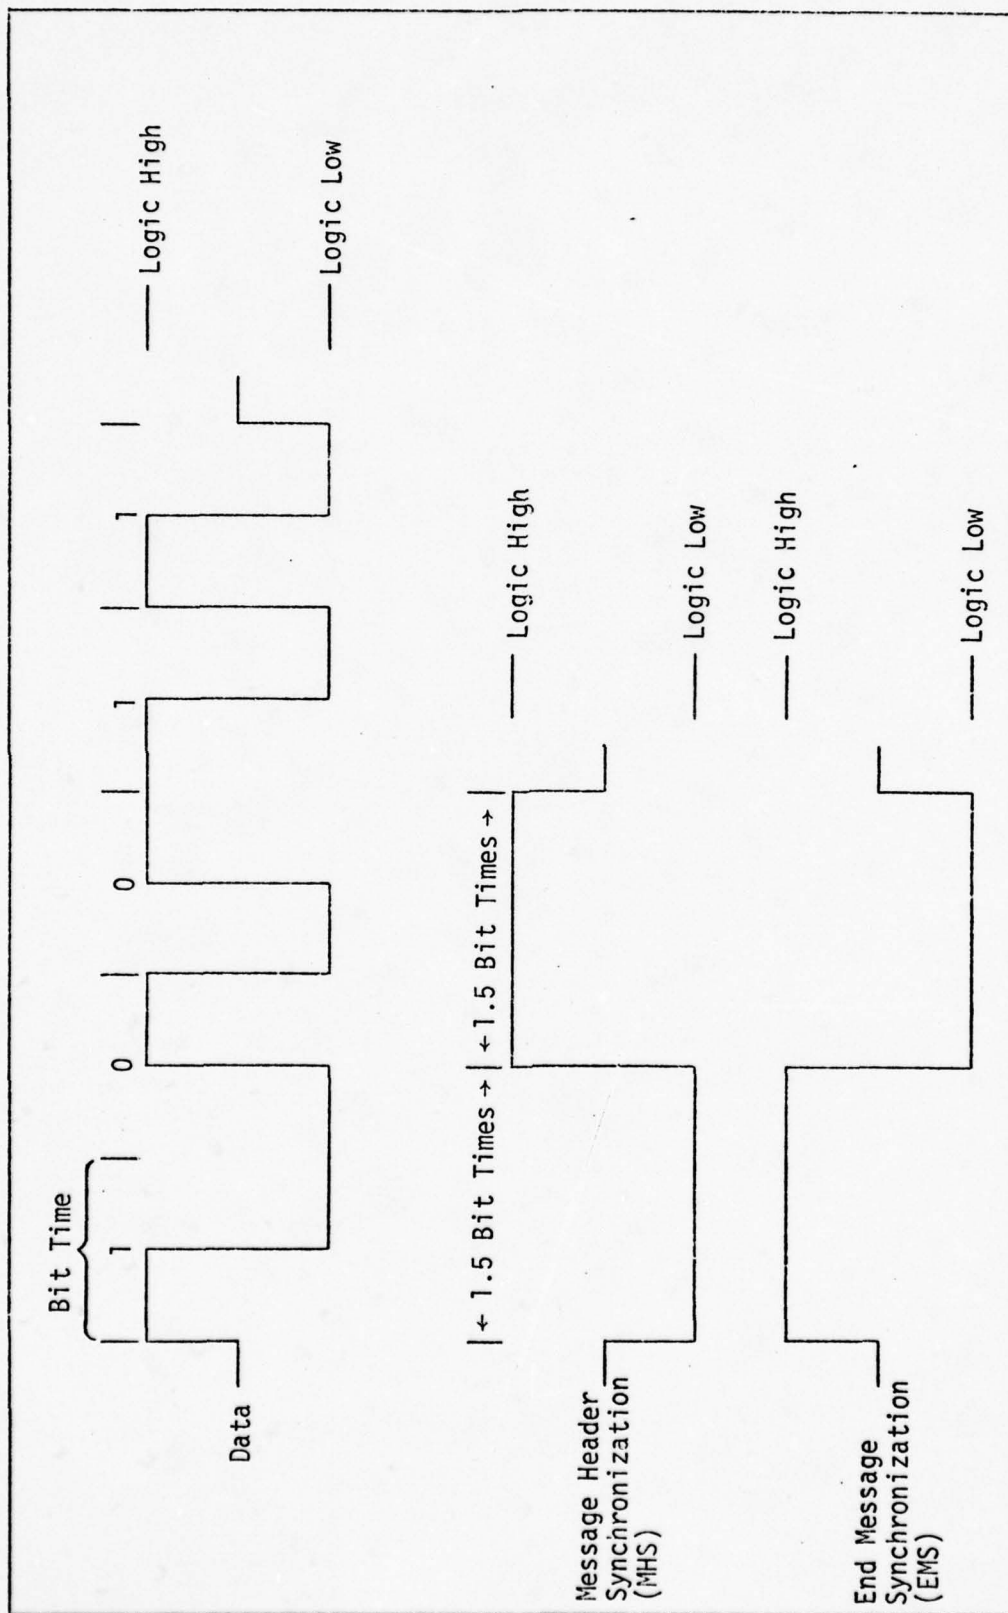 Bit Time
1 0 0 1 1
Logic High
Data
Logic Low
|← 1.5 Bit Times →|←1.5 Bit Times →|
Logic High
Message Header
Synchronization
(MHS)
Logic Low
Logic High
End Message
Synchronization
(EMS)
Logic Low